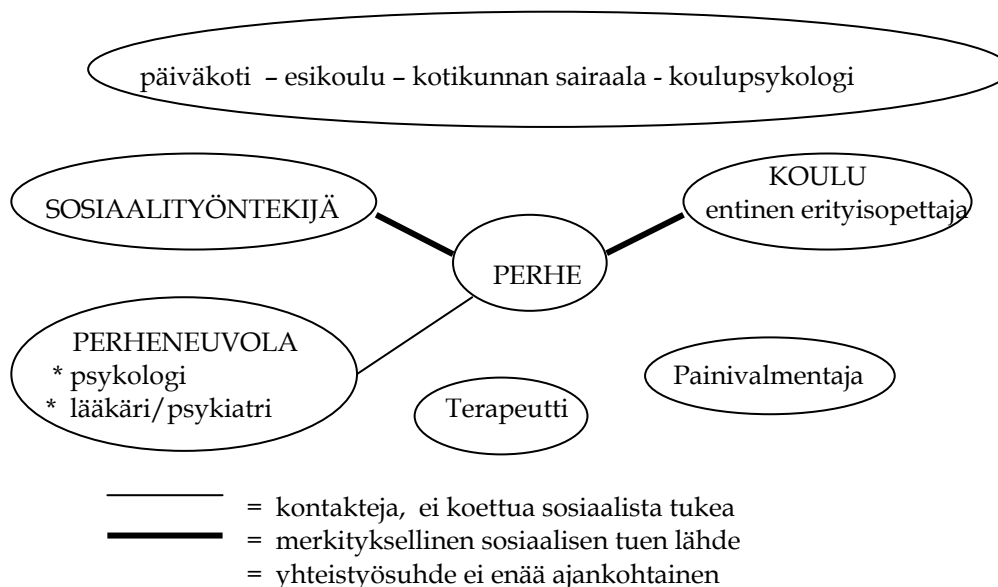 päiväkoti – esikoulu – kotikunnan sairaala - koulupsykologi
SOSIAALITYÖNTEKIJÄ
KOULU
entinen erityisopettaja
PERHE
PERHENEUVOLA
* psykologi
* lääkäri/psykiatri
Terapeutti
Painivalmentaja
= kontakteja, ei koettua sosiaalista tukea
= merkityksellinen sosiaalisen tuen lähde
= yhteistyösuhde ei enää ajankohtainen